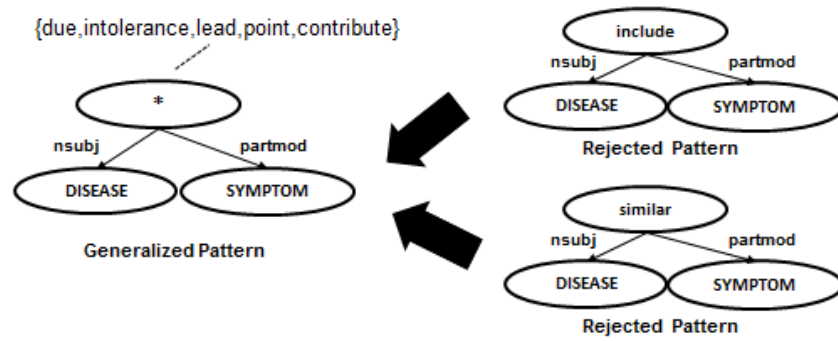 {due,intolerance,lead,point,contribute}
*
nsubj partmod
DISEASE SYMPTOM
Generalized Pattern
include
nsubj partmod
DISEASE SYMPTOM
Rejected Pattern
similar
nsubj partmod
DISEASE SYMPTOM
Rejected Pattern